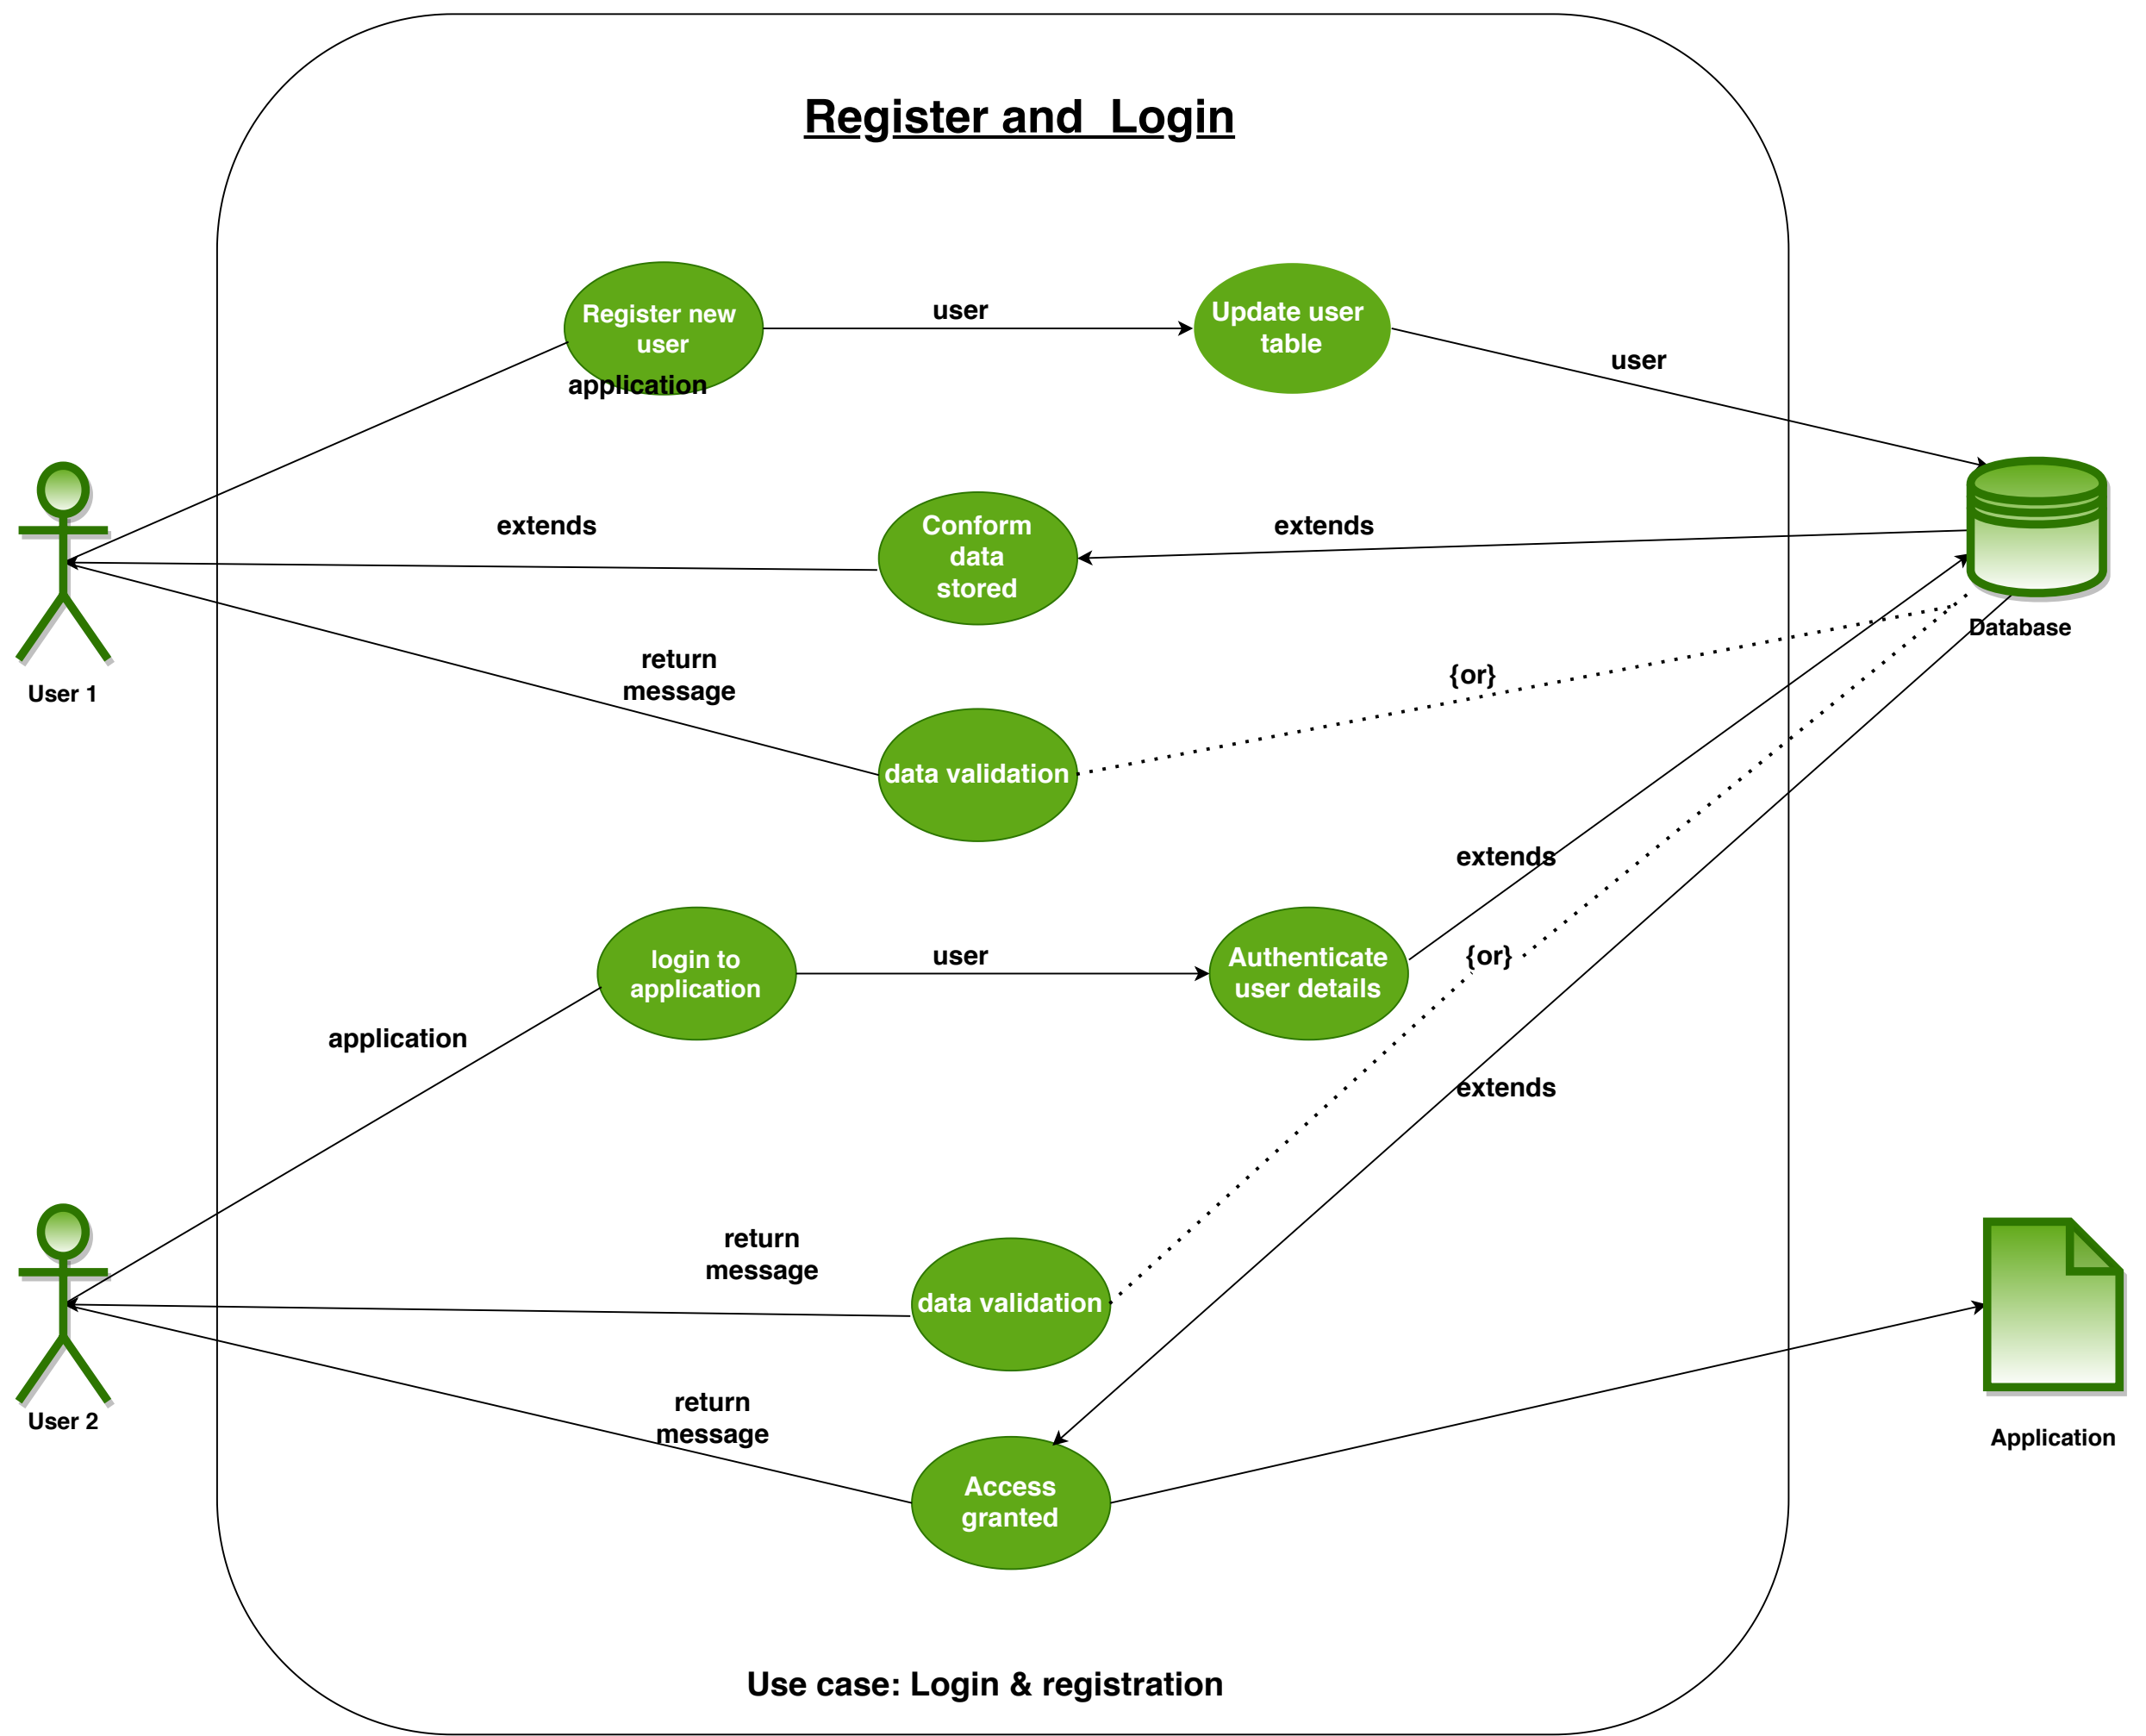 Register and  Login
Register new
user
user
Update user
table
user
application
extends
Conform
data
stored
extends
Database
return
message
{or}
User 1
data validation
extends
login to
application
user
Authenticate
user details
{or}
application
extends
return
message
data validation
return
message
User 2
Access
granted
Application
Use case: Login & registration